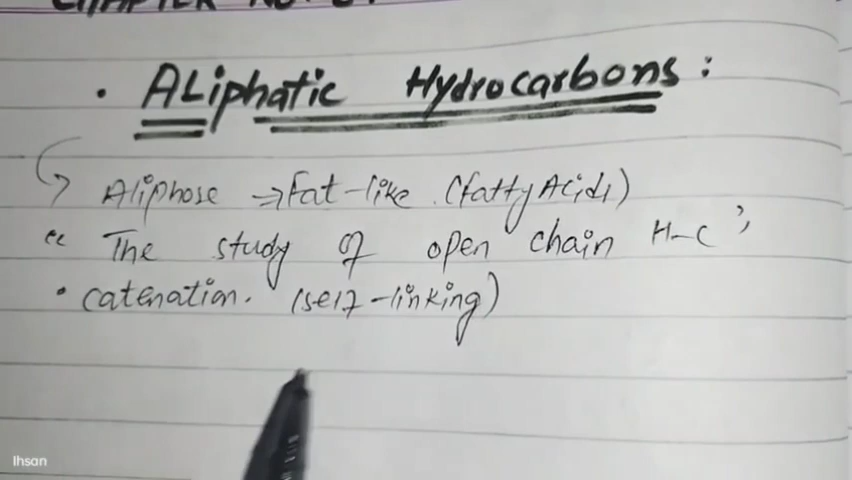 • Aliphatic Hydrocarbons:
Aliphose ⇒ Fat-like (fatty Acids)
“ The study of open chain H-C ”
• Catenation. (self-linking)
Ihsan